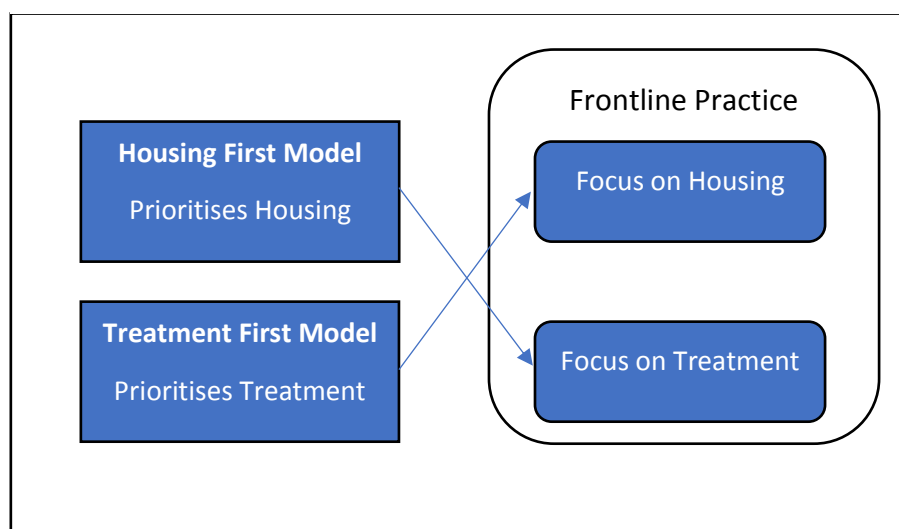 Housing First Model
Prioritises Housing
Treatment First Model
Prioritises Treatment
Frontline Practice
Focus on Housing
Focus on Treatment